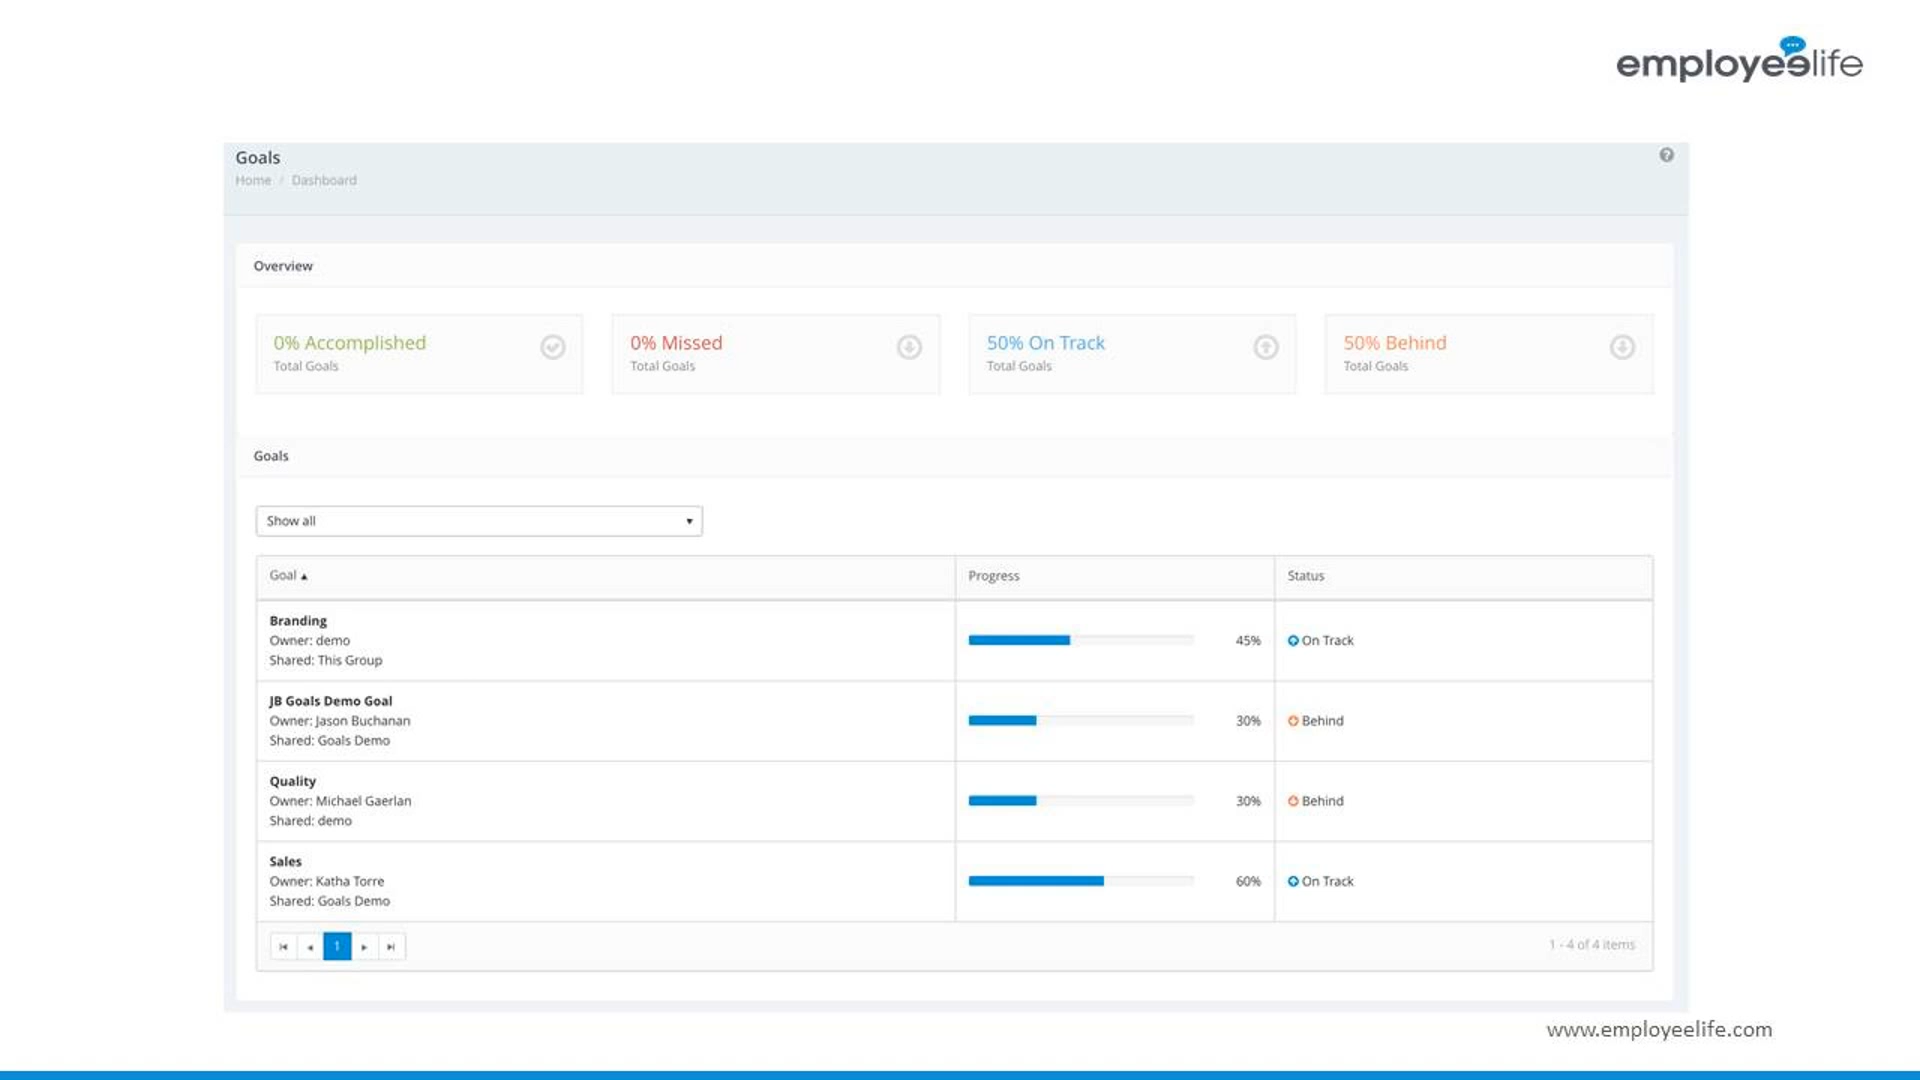 employeelife
Goals
Home / Dashboard
Overview
0% Accomplished
Total Goals
0% Missed
Total Goals
50% On Track
Total Goals
50% Behind
Total Goals
Goals
Show all
Goal Progress Status
Branding
Owner: demo
Shared: This Group
45%
On Track
JB Goals Demo Goal
Owner: Jason Buchanan
Shared: Goals Demo
30%
Behind
Quality
Owner: Michael Gaerlan
Shared: demo
30%
Behind
Sales
Owner: Katha Torre
Shared: Goals Demo
60%
On Track
1
1 - 4 of 4 items
www.employeelife.com